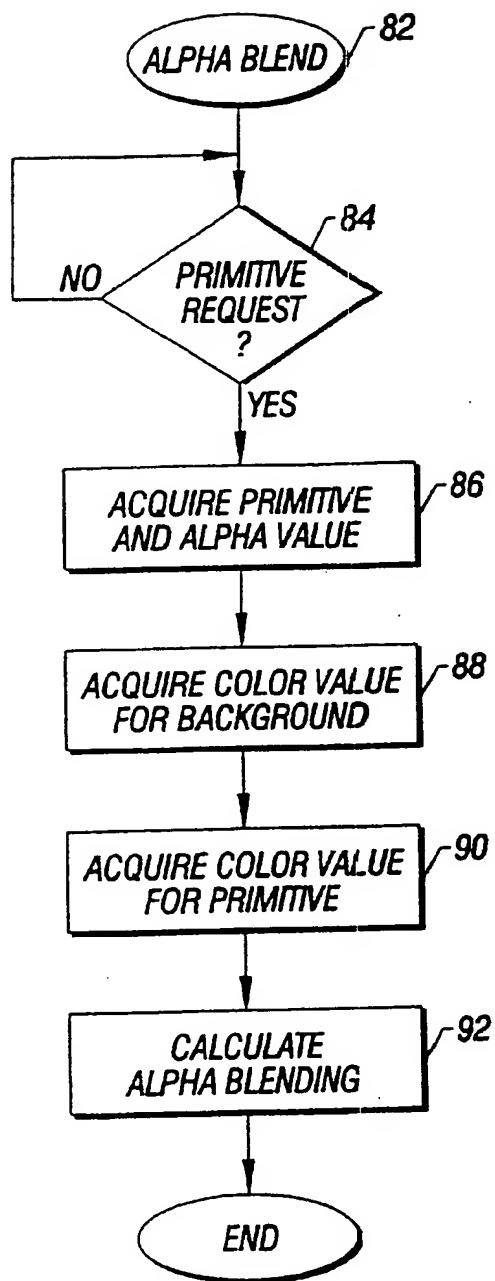 ALPHA BLEND
82
84
PRIMITIVE
REQUEST
?
NO
YES
ACQUIRE PRIMITIVE
AND ALPHA VALUE
86
ACQUIRE COLOR VALUE
FOR BACKGROUND
88
ACQUIRE COLOR VALUE
FOR PRIMITIVE
90
CALCULATE
ALPHA BLENDING
92
END